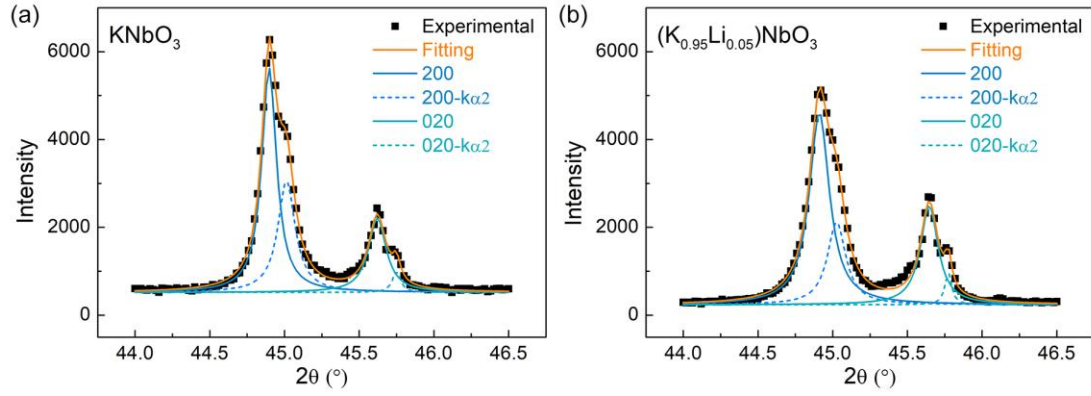 (a)
KNbO₃
Experimental
Fitting
200
200-kα2
020
020-kα2
Intensity
6000
4000
2000
0
44.0 44.5 45.0 45.5 46.0 46.5
2θ (°)
(b)
(K₀.₉₅Li₀.₀₅)NbO₃
Experimental
Fitting
200
200-kα2
020
020-kα2
Intensity
6000
4000
2000
0
44.0 44.5 45.0 45.5 46.0 46.5
2θ (°)